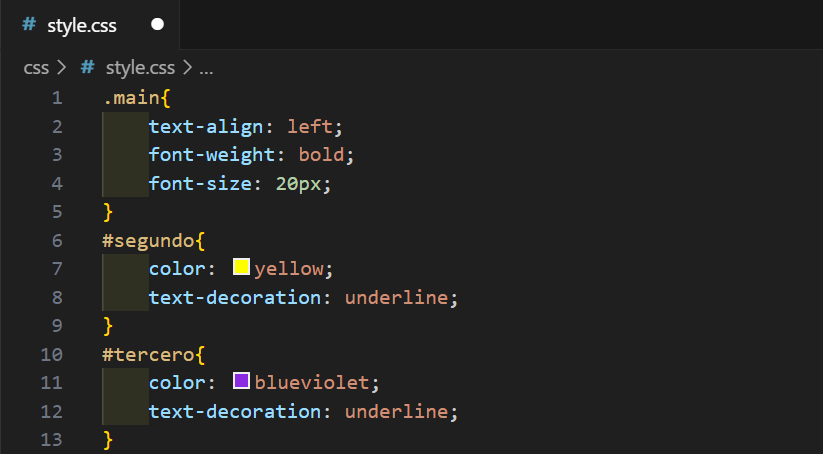 # style.css
css > # style.css > ...
1 .main{
2 text-align: left;
3 font-weight: bold;
4 font-size: 20px;
5 }
6 #segundo{
7 color: yellow;
8 text-decoration: underline;
9 }
10 #tercero{
11 color: blueviolet;
12 text-decoration: underline;
13 }